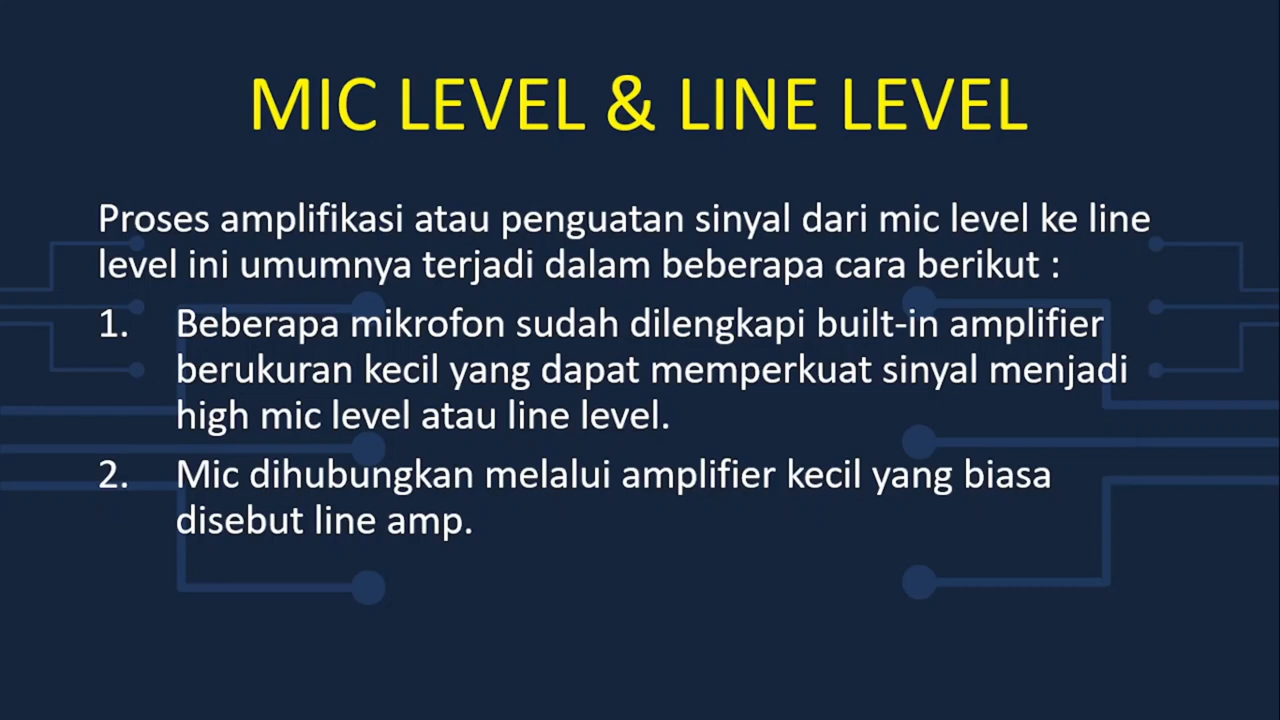 MIC LEVEL & LINE LEVEL
Proses amplifikasi atau penguatan sinyal dari mic level ke line
level ini umumnya terjadi dalam beberapa cara berikut :
1. Beberapa mikrofon sudah dilengkapi built-in amplifier
berukuran kecil yang dapat memperkuat sinyal menjadi
high mic level atau line level.
2. Mic dihubungkan melalui amplifier kecil yang biasa
disebut line amp.